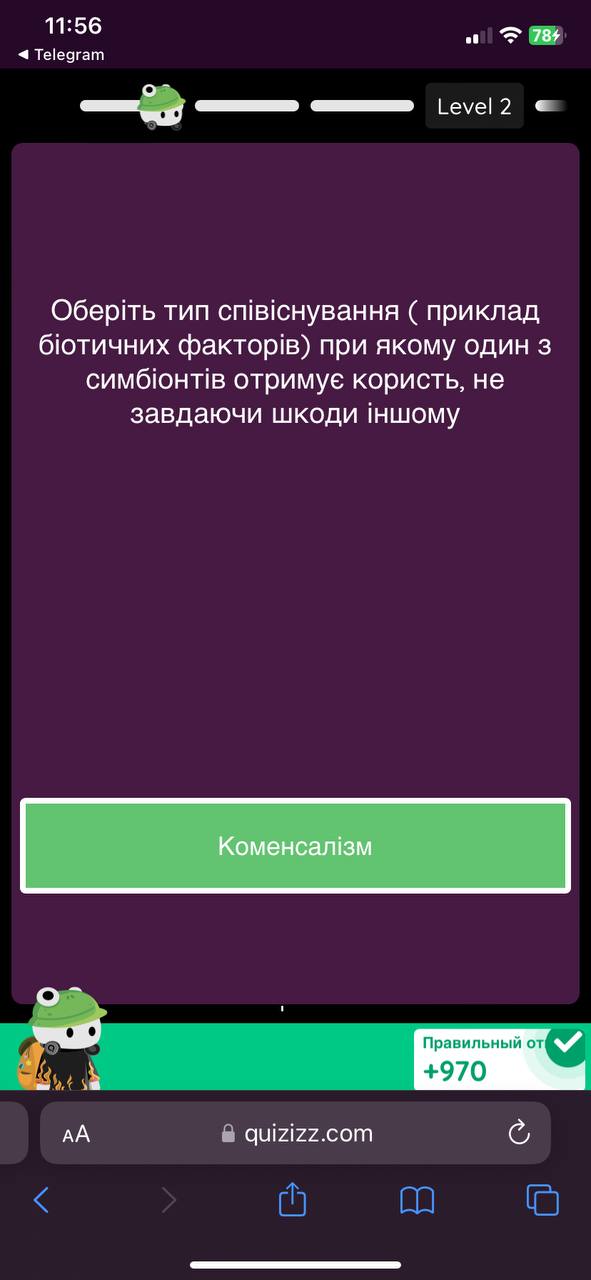 11:56
78
◀ Telegram
Level 2
Оберіть тип співіснування ( приклад
біотичних факторів) при якому один з
симбіонтів отримує користь, не
завдаючи шкоди іншому
Коменсалізм
Правильный от
+970
AA
quizizz.com